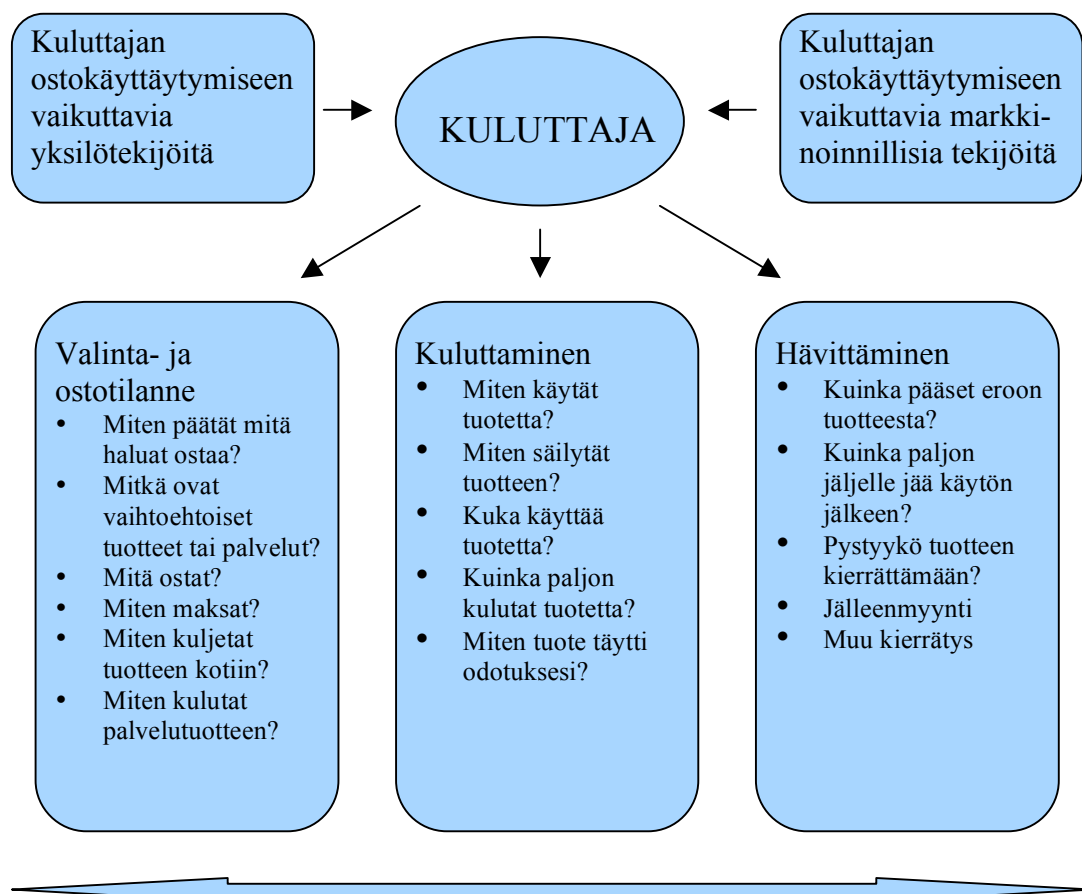 Kuluttajan
ostokäyttäytymiseen
vaikuttavia
yksilötekijöitä
KULUTTAJA
Kuluttajan
ostokäyttäytymiseen
vaikuttavia markki-
noinnillisia tekijöitä
Valinta- ja
ostotilanne
• Miten päätät mitä
haluat ostaa?
• Mitkä ovat
vaihtoehtoiset
tuotteet tai palvelut?
• Mitä ostat?
• Miten maksat?
• Miten kuljetat
tuotteen kotiin?
• Miten kulutat
palvelutuotteen?
Kuluttaminen
• Miten käytät
tuotetta?
• Miten säilytät
tuotteen?
• Kuka käyttää
tuotetta?
• Kuinka paljon
kulutat tuotetta?
• Miten tuote täytti
odotuksesi?
Hävittäminen
• Kuinka pääset eroon
tuotteesta?
• Kuinka paljon
jäljelle jää käytön
jälkeen?
• Pystyykö tuotteen
kierrättämään?
• Jälleenmyynti
• Muu kierrätys